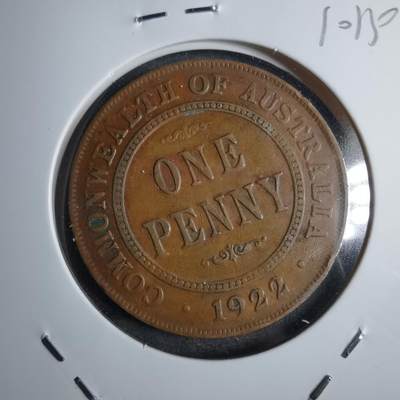 COMMONWEALTH OF AUSTRALIA
ONE
PENNY
· 1922 ·